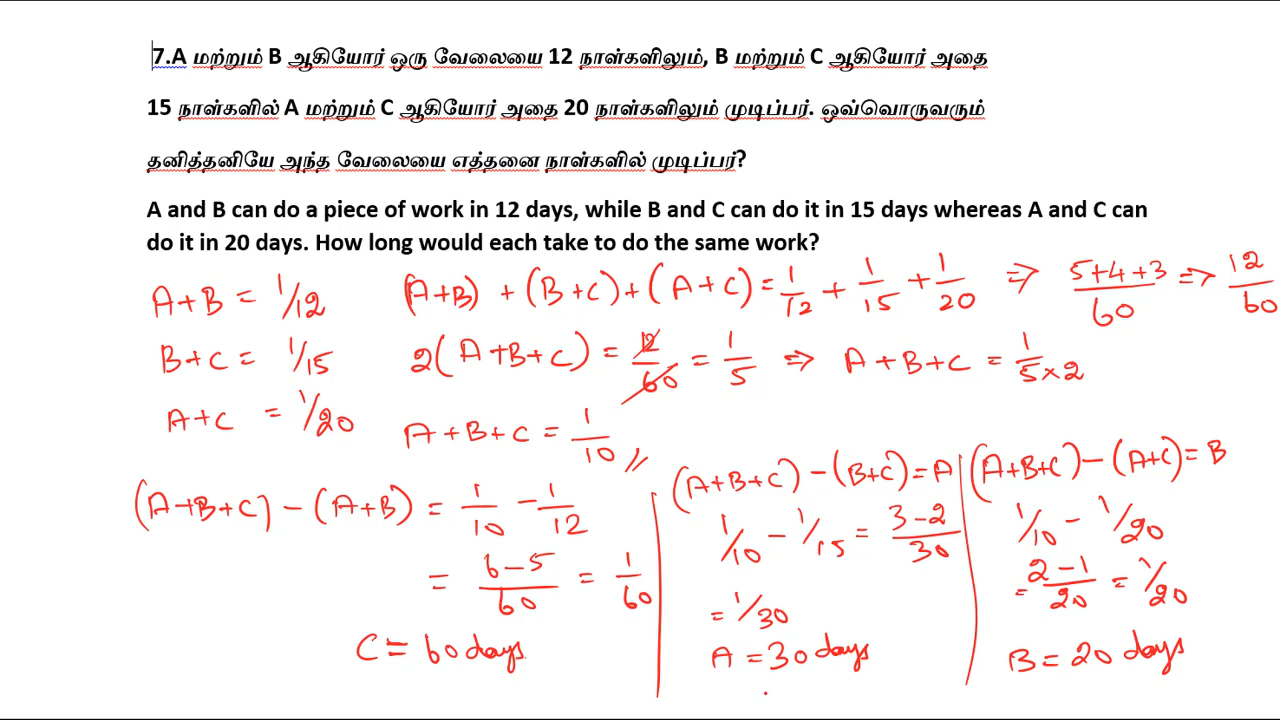 7.A மற்றும் B ஆகியோர் ஒரு வேலையை 12 நாள்களிலும், B மற்றும் C ஆகியோர் அதை
15 நாள்களில் A மற்றும் C ஆகியோர் அதை 20 நாள்களிலும் முடிப்பர். ஒவ்வொருவரும்
தனித்தனியே அந்த வேலையை எத்தனை நாள்களில் முடிப்பர்?
A and B can do a piece of work in 12 days, while B and C can do it in 15 days whereas A and C can
do it in 20 days. How long would each take to do the same work?
A+B = 1/12
B+C = 1/15
A+C = 1/20
(A+B) + (B+C) + (A+C) = 1/12 + 1/15 + 1/20 ⇒ 5+4+3/60 ⇒ 12/60
2(A+B+C) = 12/60 = 1/5 ⇒ A+B+C = 1/5×2
A+B+C = 1/10 //
(A+B+C) - (A+B) = 1/10 - 1/12
= 6-5/60 = 1/60
C = 60 days
(A+B+C) - (B+C) = A
1/10 - 1/15 = 3-2/30
= 1/30
A = 30 days
(A+B+C) - (A+C) = B
1/10 - 1/20
= 2-1/20 = 1/20
B = 20 days